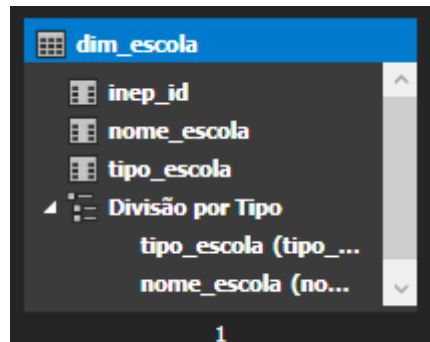 dim_escola
inep_id
nome_escola
tipo_escola
Divisão por Tipo
tipo_escola (tipo_...
nome_escola (no...
1